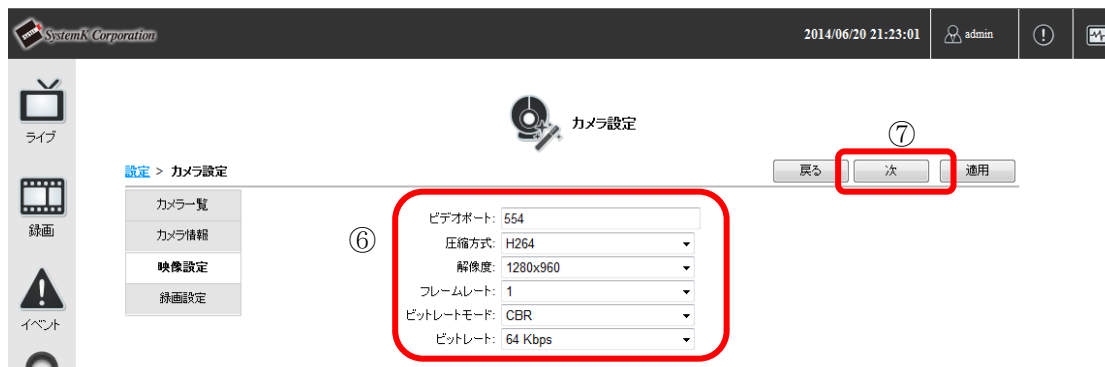 SystemK Corporation
2014/06/20 21:23:01
admin
ライブ
カメラ設定
⑦
設定 > カメラ設定
戻る
次
適用
カメラ一覧
カメラ情報
映像設定
録画設定
録画
イベント
⑥
ビデオポート: 554
圧縮方式: H264
解像度: 1280x960
フレームレート: 1
ビットレートモード: CBR
ビットレート: 64 Kbps